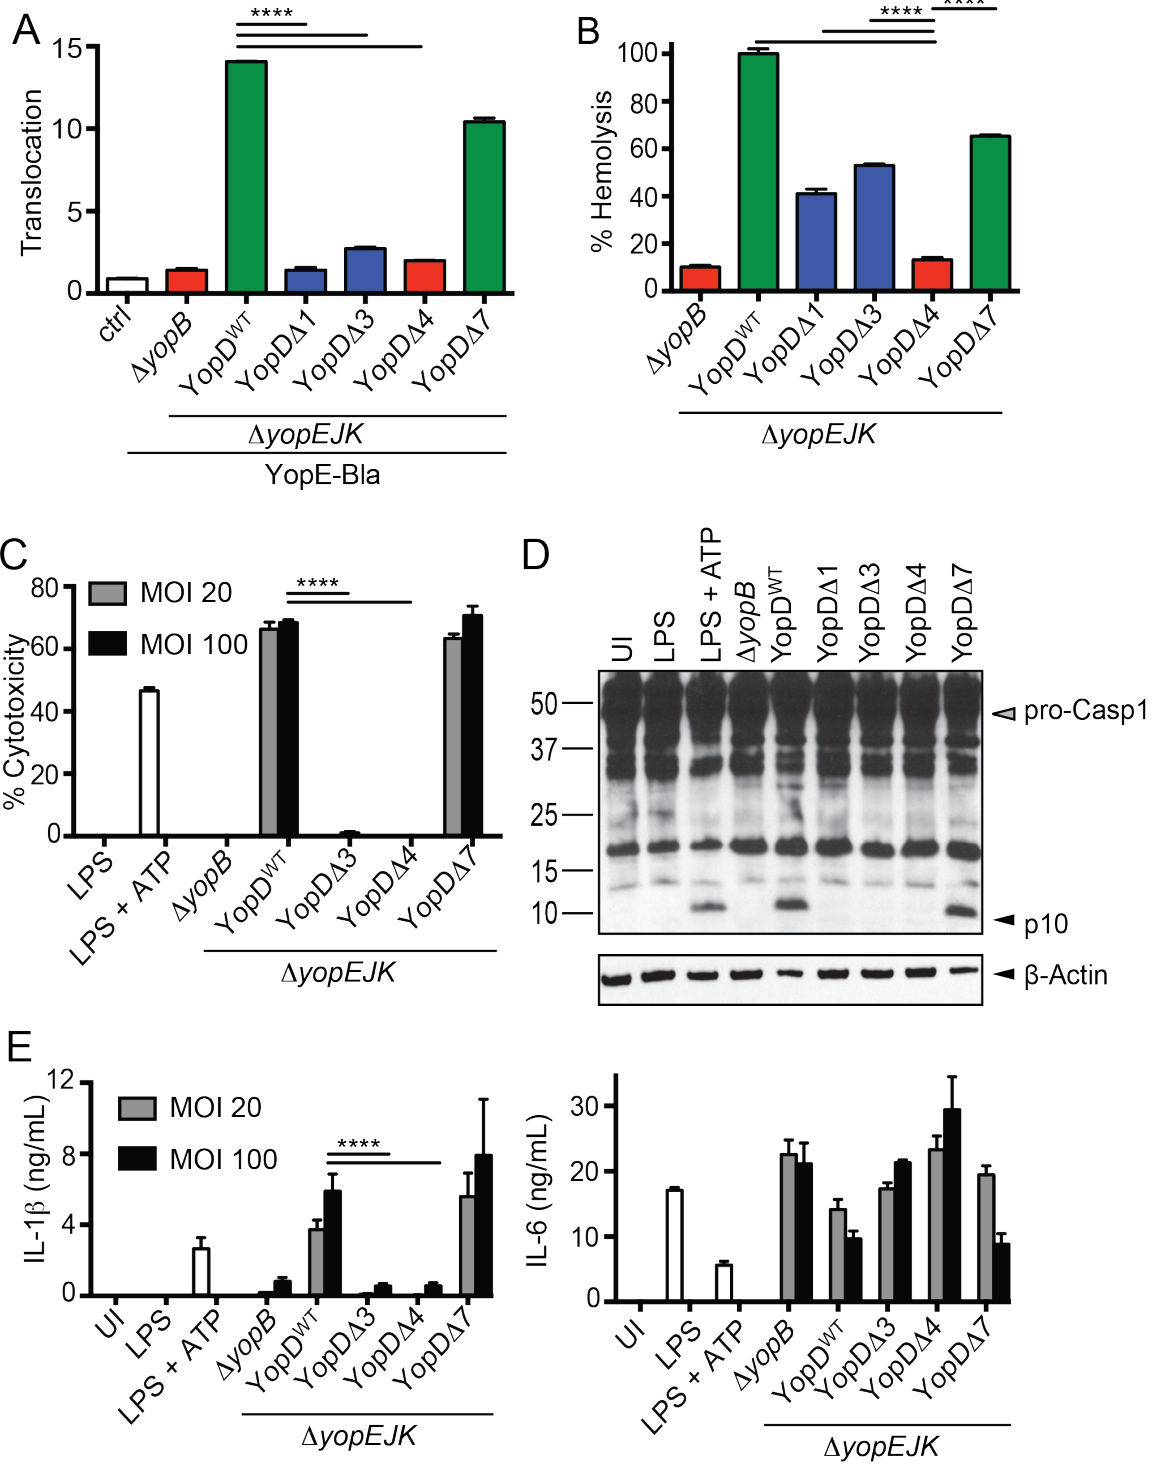 A
****
Translocation
15
10
5
0
ctrl
ΔyopB
YopDWT
YopDΔ1
YopDΔ3
YopDΔ4
YopDΔ7
ΔyopEJK
YopE-Bla
B
****
****
% Hemolysis
100
80
60
40
20
0
ΔyopB
YopDWT
YopDΔ1
YopDΔ3
YopDΔ4
YopDΔ7
ΔyopEJK
C
% Cytotoxicity
80
60
40
20
0
MOI 20
MOI 100
****
LPS
LPS + ATP
ΔyopB
YopDWT
YopDΔ3
YopDΔ4
YopDΔ7
ΔyopEJK
D
UI
LPS
LPS + ATP
ΔyopB
YopDWT
YopDΔ1
YopDΔ3
YopDΔ4
YopDΔ7
50
37
25
15
10
pro-Casp1
p10
β-Actin
E
IL-1β (ng/mL)
12
8
4
0
MOI 20
MOI 100
****
UI
LPS
LPS + ATP
ΔyopB
YopDWT
YopDΔ3
YopDΔ4
YopDΔ7
ΔyopEJK
IL-6 (ng/mL)
30
20
10
0
UI
LPS
LPS + ATP
ΔyopB
YopDWT
YopDΔ3
YopDΔ4
YopDΔ7
ΔyopEJK